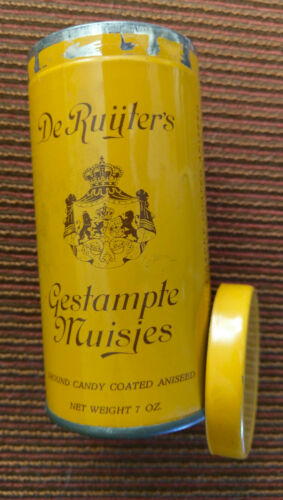 De Ruijter's
Gestampte
Muisjes
GROUND CANDY COATED ANISEED
NET WEIGHT 7 OZ.